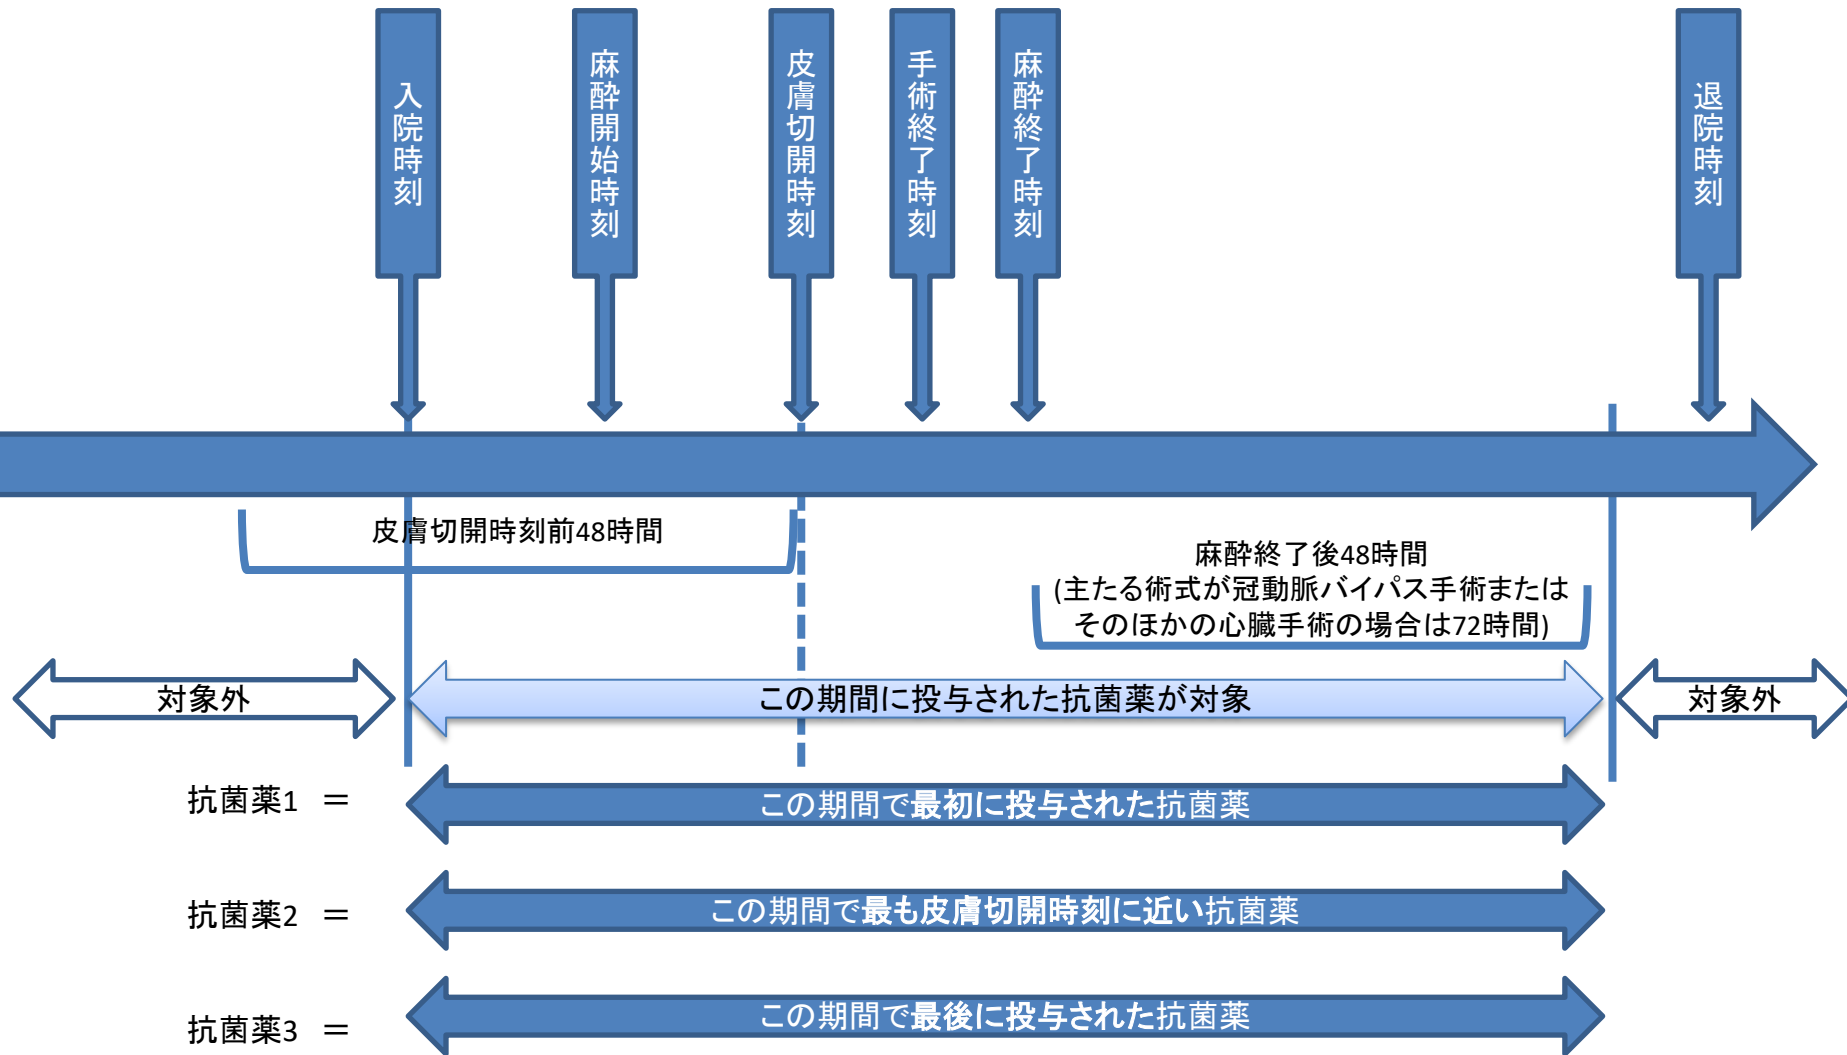 入院時刻
麻酔開始時刻
皮膚切開時刻
手術終了時刻
麻酔終了時刻
退院時刻
皮膚切開時刻前48時間
麻酔終了後48時間
(主たる術式が冠動脈バイパス手術または
そのほかの心臓手術の場合は72時間)
対象外
この期間に投与された抗菌薬が対象
対象外
抗菌薬1 ＝
この期間で最初に投与された抗菌薬
抗菌薬2 ＝
この期間で最も皮膚切開時刻に近い抗菌薬
抗菌薬3 ＝
この期間で最後に投与された抗菌薬